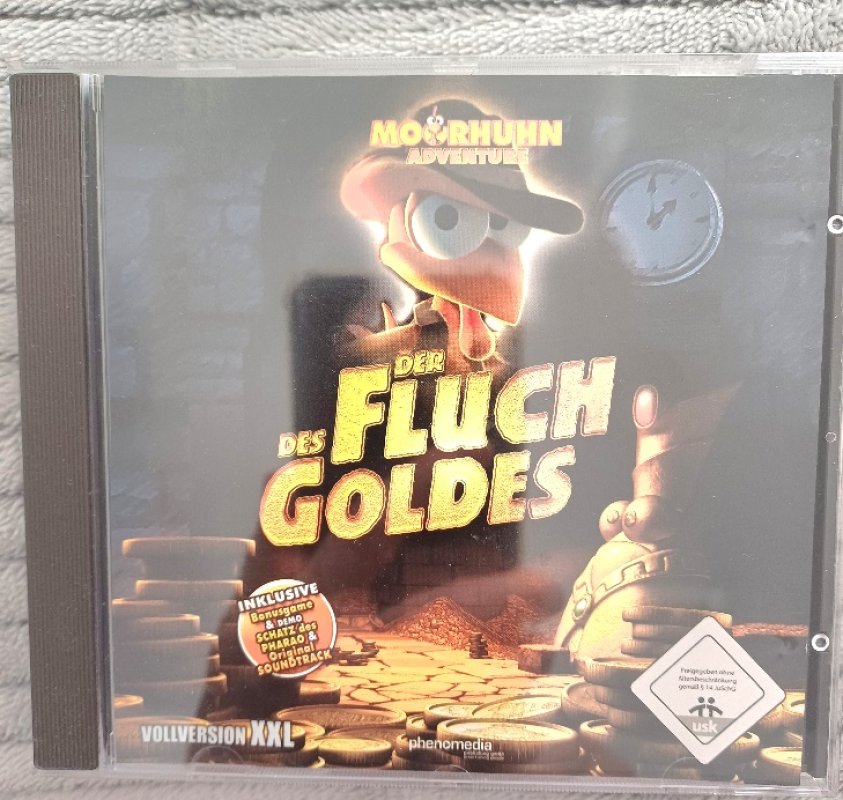 MOORHUHN
ADVENTURE
DER
FLUCH
DES
GOLDES
INKLUSIVE
Bonusgame
& DEMO
SCHATZ des
PHARAO &
Original
SOUNDTRACK
Freigegeben ohne
Altersbeschränkung
gemäß § 14 JuSchG
usk
VOLLVERSION XXL
phenomedia